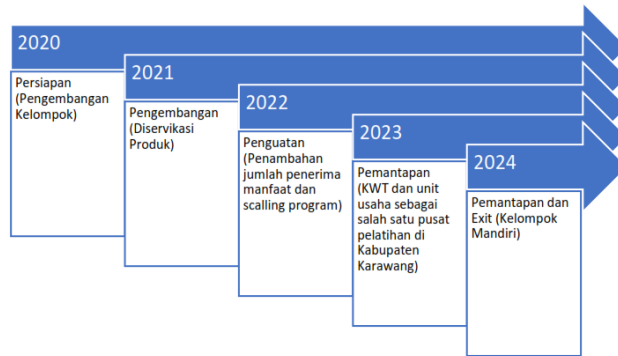 2020
Persiapan
(Pengembangan
Kelompok)
2021
Pengembangan
(Diservikasi
Produk)
2022
Penguatan
(Penambahan
jumlah penerima
manfaat dan
scalling program)
2023
Pemantapan
(KWT dan unit
usaha sebagai
salah satu pusat
pelatihan di
Kabupaten
Karawang)
2024
Pemantapan dan
Exit (Kelompok
Mandiri)